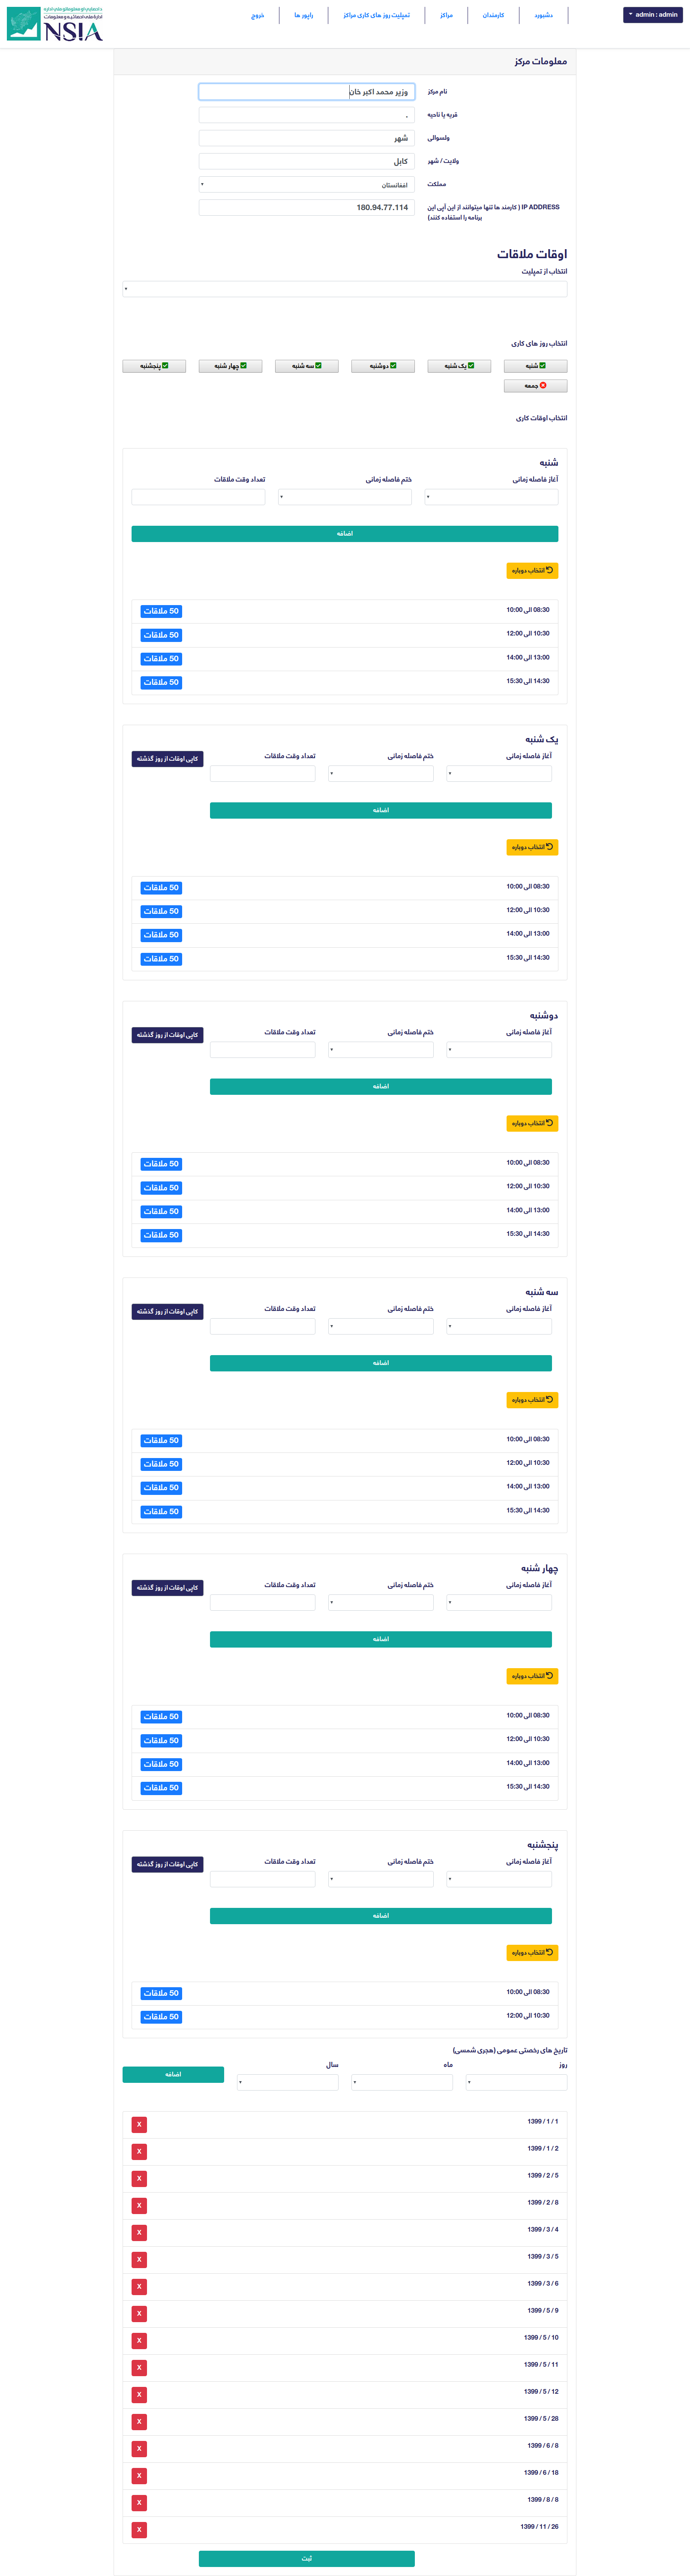 admin : admin
دشبورد
کارمندان
مراکز
تمپلیت روز های کاری مراکز
راپور ها
خروج
NSIA
معلومات مرکز
نام مرکز
وزیر محمد اکبر خان
قریه یا ناحیه
.
ولسوالی
شهر
ولایت / شهر
کابل
مملکت
افغانستان
IP ADDRESS ( کارمند ها تنها میتوانند از این آیی این
برنامه را استفاده کنند)
180.94.77.114
اوقات ملاقات
انتخاب از تمپلیت
انتخاب روز های کاری
شنبه
یک شنبه
دوشنبه
سه شنبه
چهار شنبه
پنجشنبه
جمعه
انتخاب اوقات کاری
شنبه
آغاز فاصله زمانی
ختم فاصله زمانی
تعداد وقت ملاقات
اضافه
انتخاب دوباره
08:30 الی 10:00
50 ملاقات
10:30 الی 12:00
50 ملاقات
13:00 الی 14:00
50 ملاقات
14:30 الی 15:30
50 ملاقات
یک شنبه
آغاز فاصله زمانی
ختم فاصله زمانی
تعداد وقت ملاقات
کاپی اوقات از روز گذشته
اضافه
انتخاب دوباره
08:30 الی 10:00
50 ملاقات
10:30 الی 12:00
50 ملاقات
13:00 الی 14:00
50 ملاقات
14:30 الی 15:30
50 ملاقات
دوشنبه
آغاز فاصله زمانی
ختم فاصله زمانی
تعداد وقت ملاقات
کاپی اوقات از روز گذشته
اضافه
انتخاب دوباره
08:30 الی 10:00
50 ملاقات
10:30 الی 12:00
50 ملاقات
13:00 الی 14:00
50 ملاقات
14:30 الی 15:30
50 ملاقات
سه شنبه
آغاز فاصله زمانی
ختم فاصله زمانی
تعداد وقت ملاقات
کاپی اوقات از روز گذشته
اضافه
انتخاب دوباره
08:30 الی 10:00
50 ملاقات
10:30 الی 12:00
50 ملاقات
13:00 الی 14:00
50 ملاقات
14:30 الی 15:30
50 ملاقات
چهار شنبه
آغاز فاصله زمانی
ختم فاصله زمانی
تعداد وقت ملاقات
کاپی اوقات از روز گذشته
اضافه
انتخاب دوباره
08:30 الی 10:00
50 ملاقات
10:30 الی 12:00
50 ملاقات
13:00 الی 14:00
50 ملاقات
14:30 الی 15:30
50 ملاقات
پنجشنبه
آغاز فاصله زمانی
ختم فاصله زمانی
تعداد وقت ملاقات
کاپی اوقات از روز گذشته
اضافه
انتخاب دوباره
08:30 الی 10:00
50 ملاقات
10:30 الی 12:00
50 ملاقات
تاریخ های رخصتی عمومی (هجری شمسی)
روز
ماه
سال
اضافه
1399 / 1 / 1
X
1399 / 1 / 2
X
1399 / 2 / 5
X
1399 / 2 / 8
X
1399 / 3 / 4
X
1399 / 3 / 5
X
1399 / 3 / 6
X
1399 / 5 / 9
X
1399 / 5 / 10
X
1399 / 5 / 11
X
1399 / 5 / 12
X
1399 / 5 / 28
X
1399 / 6 / 8
X
1399 / 6 / 18
X
1399 / 8 / 8
X
1399 / 11 / 26
X
ثبت